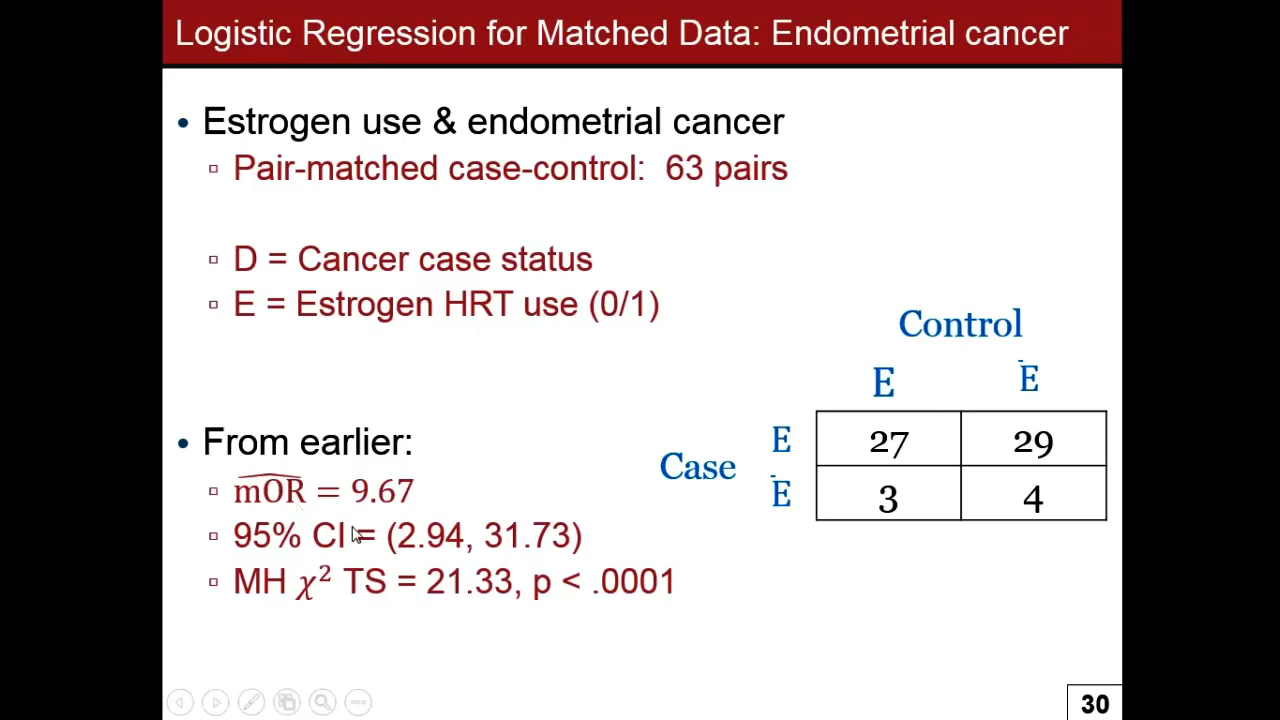 Logistic Regression for Matched Data: Endometrial cancer
• Estrogen use & endometrial cancer
▫ Pair-matched case-control: 63 pairs
▫ D = Cancer case status
▫ E = Estrogen HRT use (0/1)
Control
E Ē
Case
E 27 29
Ē 3 4
• From earlier:
▫ m̂OR = 9.67
▫ 95% CI = (2.94, 31.73)
▫ MH χ² TS = 21.33, p < .0001
30